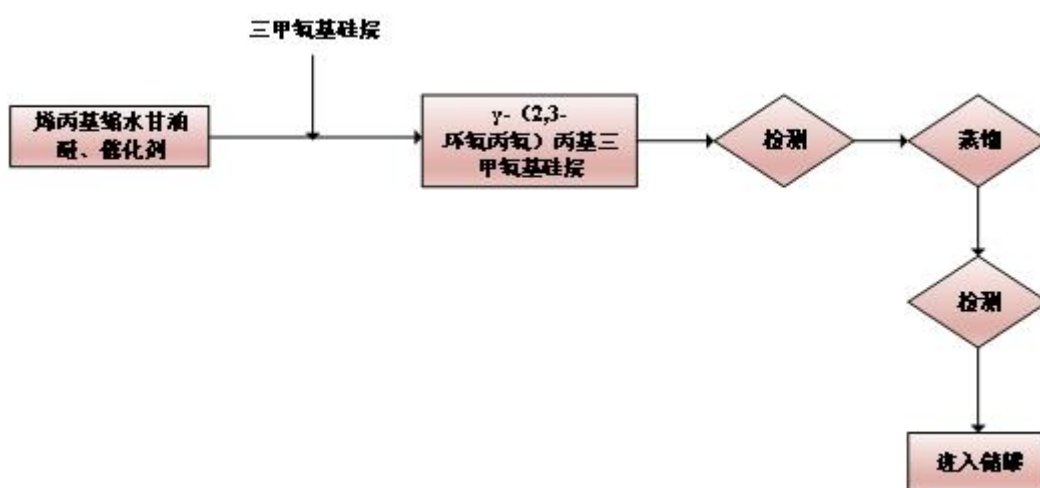 三甲氧基硅烷
烯丙基缩水甘油
醚、催化剂
γ-（2,3-
环氧丙氧）丙基三
甲氧基硅烷
检测
蒸馏
检测
进入储罐